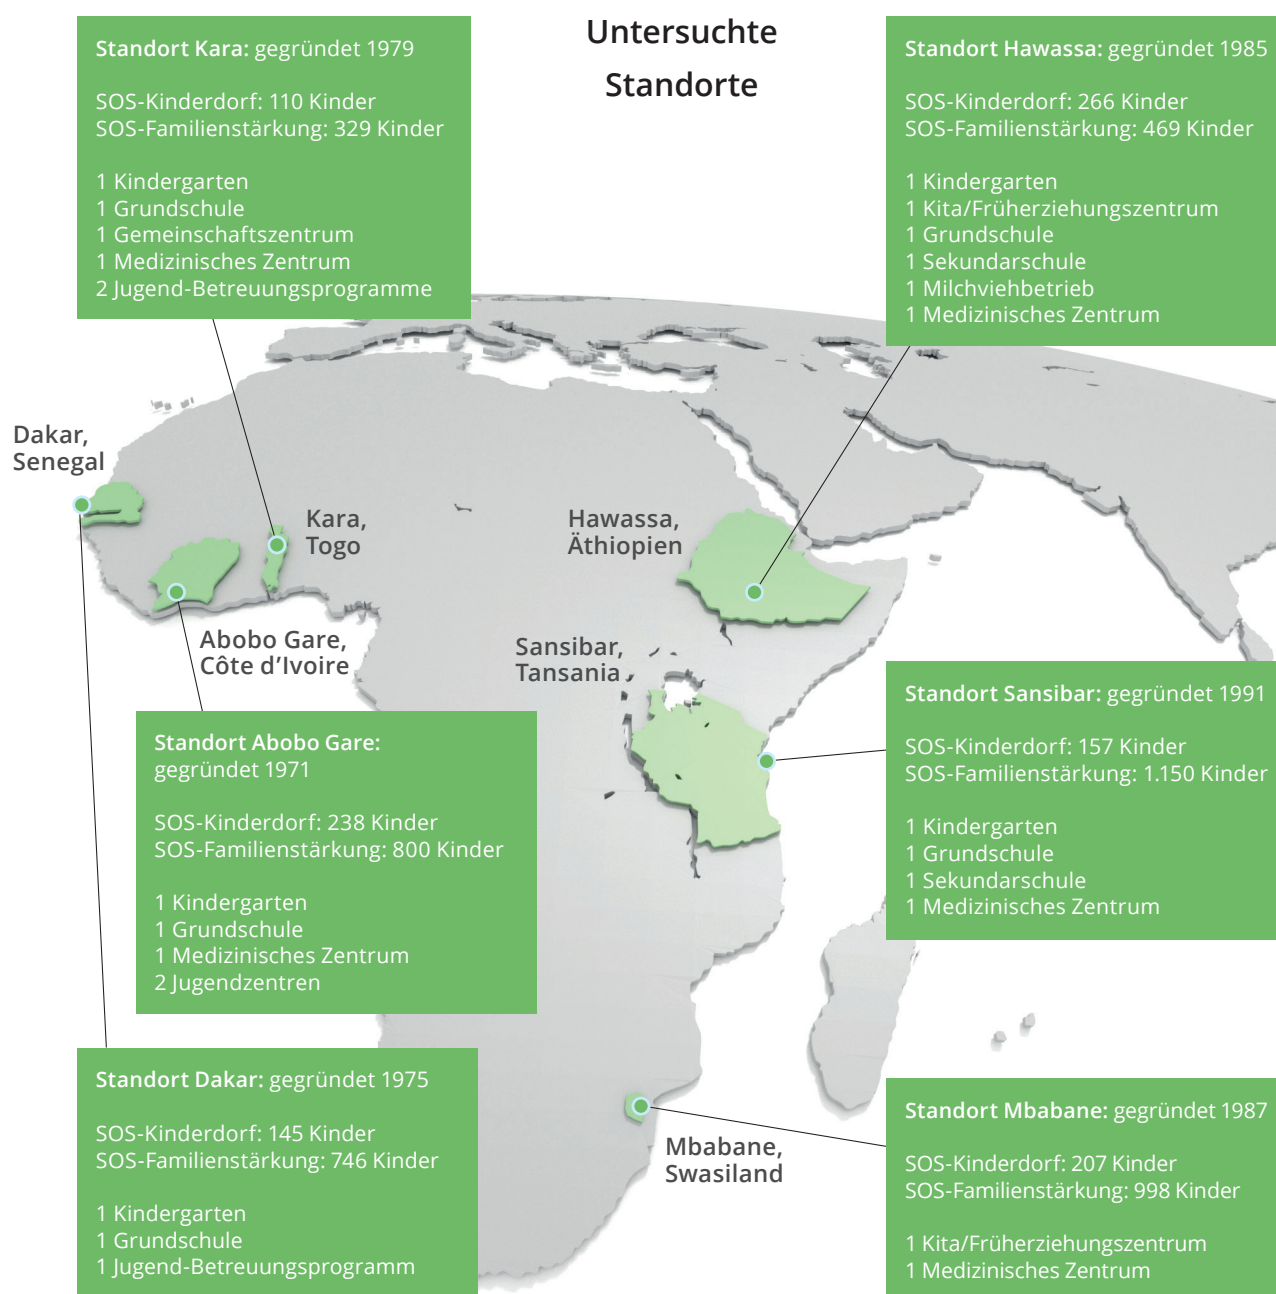 Untersuchte
Standorte
Standort Kara: gegründet 1979
SOS-Kinderdorf: 110 Kinder
SOS-Familienstärkung: 329 Kinder
1 Kindergarten
1 Grundschule
1 Gemeinschaftszentrum
1 Medizinisches Zentrum
2 Jugend-Betreuungsprogramme
Standort Hawassa: gegründet 1985
SOS-Kinderdorf: 266 Kinder
SOS-Familienstärkung: 469 Kinder
1 Kindergarten
1 Kita/Früherziehungszentrum
1 Grundschule
1 Sekundarschule
1 Milchviehbetrieb
1 Medizinisches Zentrum
Dakar,
Senegal
Kara,
Togo
Hawassa,
Äthiopien
Abobo Gare,
Côte d’Ivoire
Sansibar,
Tansania
Standort Sansibar: gegründet 1991
SOS-Kinderdorf: 157 Kinder
SOS-Familienstärkung: 1.150 Kinder
1 Kindergarten
1 Grundschule
1 Sekundarschule
1 Medizinisches Zentrum
Standort Abobo Gare:
gegründet 1971
SOS-Kinderdorf: 238 Kinder
SOS-Familienstärkung: 800 Kinder
1 Kindergarten
1 Grundschule
1 Medizinisches Zentrum
2 Jugendzentren
Standort Dakar: gegründet 1975
SOS-Kinderdorf: 145 Kinder
SOS-Familienstärkung: 746 Kinder
1 Kindergarten
1 Grundschule
1 Jugend-Betreuungsprogramm
Mbabane,
Swasiland
Standort Mbabane: gegründet 1987
SOS-Kinderdorf: 207 Kinder
SOS-Familienstärkung: 998 Kinder
1 Kita/Früherziehungszentrum
1 Medizinisches Zentrum